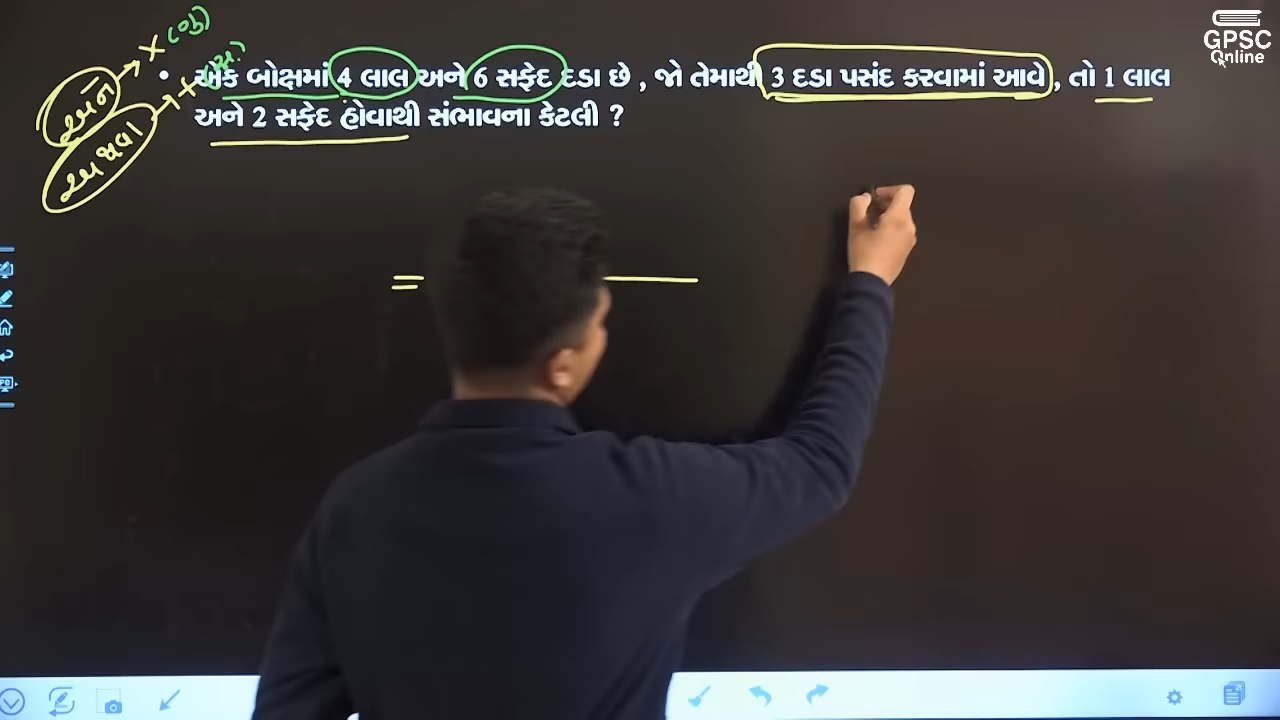 GPSC
Online
• એક બોક્ષમાં 4 લાલ અને 6 સફેદ દડા છે , જો તેમાથી 3 દડા પસંદ કરવામાં આવે , તો 1 લાલ
અને 2 સફેદ હોવાથી સંભાવના કેટલી ?
અને → × (ગુ)
અથવા → +
=